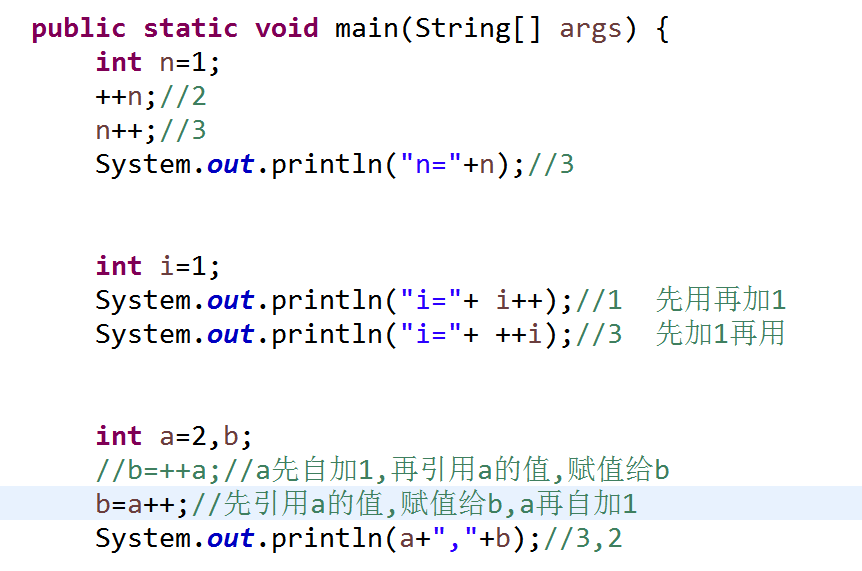 public static void main(String[] args) {
int n=1;
++n;//2
n++;//3
System.out.println("n="+n);//3
int i=1;
System.out.println("i="+ i++);//1  先用再加1
System.out.println("i="+ ++i);//3  先加1再用
int a=2,b;
//b=++a;//a先自加1,再引用a的值,赋值给b
b=a++;//先引用a的值,赋值给b,a再自加1
System.out.println(a+","+b);//3,2